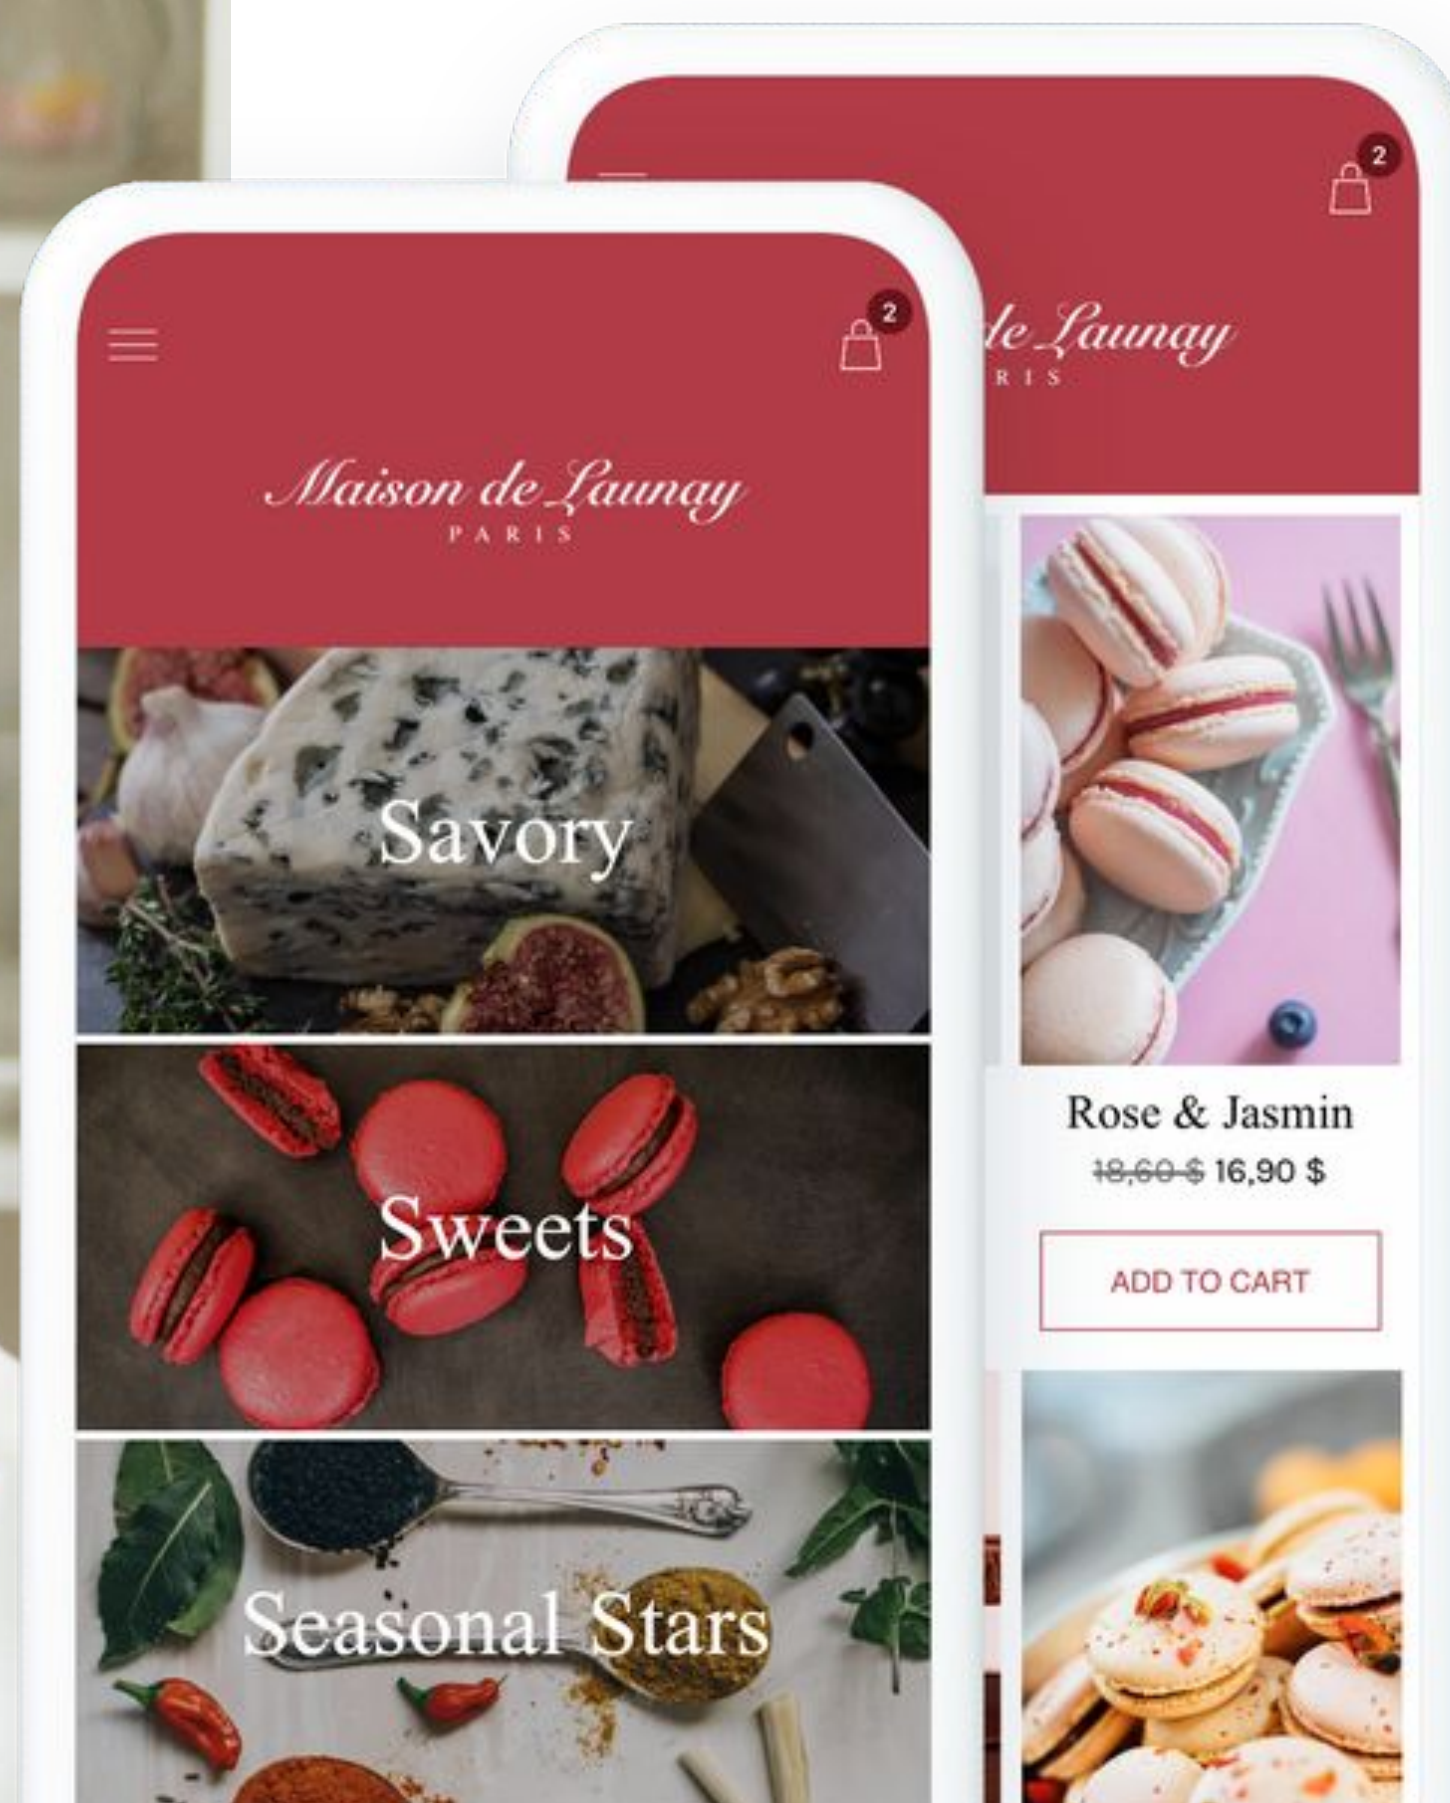 2
Maison de Launay
PARIS
Savory
Sweets
Seasonal Stars
2
de Launay
RIS
Rose & Jasmin
18,60 $ 16,90 $
ADD TO CART